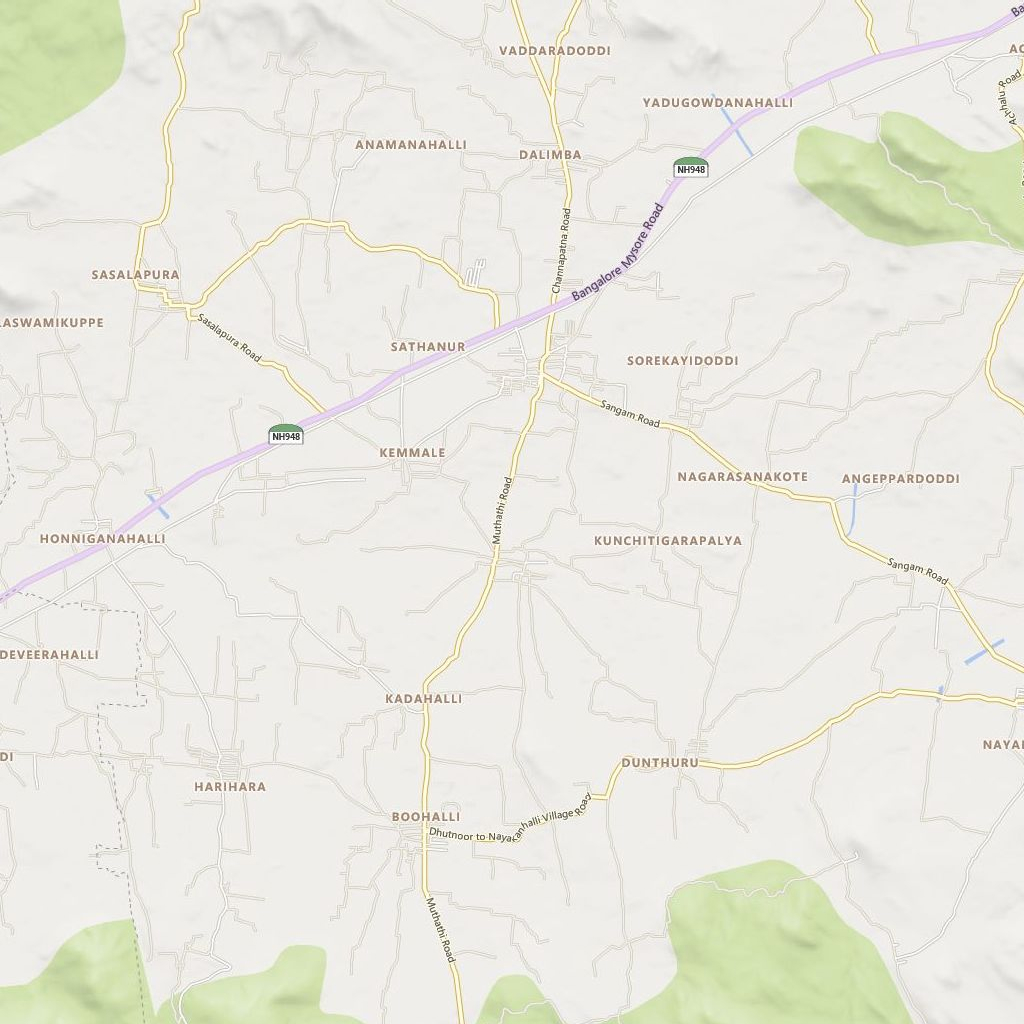 VADDARADODDI
YADUGOWDANAHALLI
Achhalu Road
ANAMANAHALLI
DALIMBA
NH948
Channapatna Road
Bangalore Mysore Road
SASALAPURA
Sasalapura Road
SATHANUR
SOREKAYIDODDI
Sangam Road
NH948
KEMMALE
NAGARASANAKOTE
ANGEPPARDODDI
Muthathi Road
HONNIGANAHALLI
KUNCHITIGARAPALYA
Sangam Road
DEVEERAHALLI
KADAHALLI
DUNTHURU
HARIHARA
BOOHALLI
Dhutnoor to Nayakanhalli Village Road
Muthathi Road